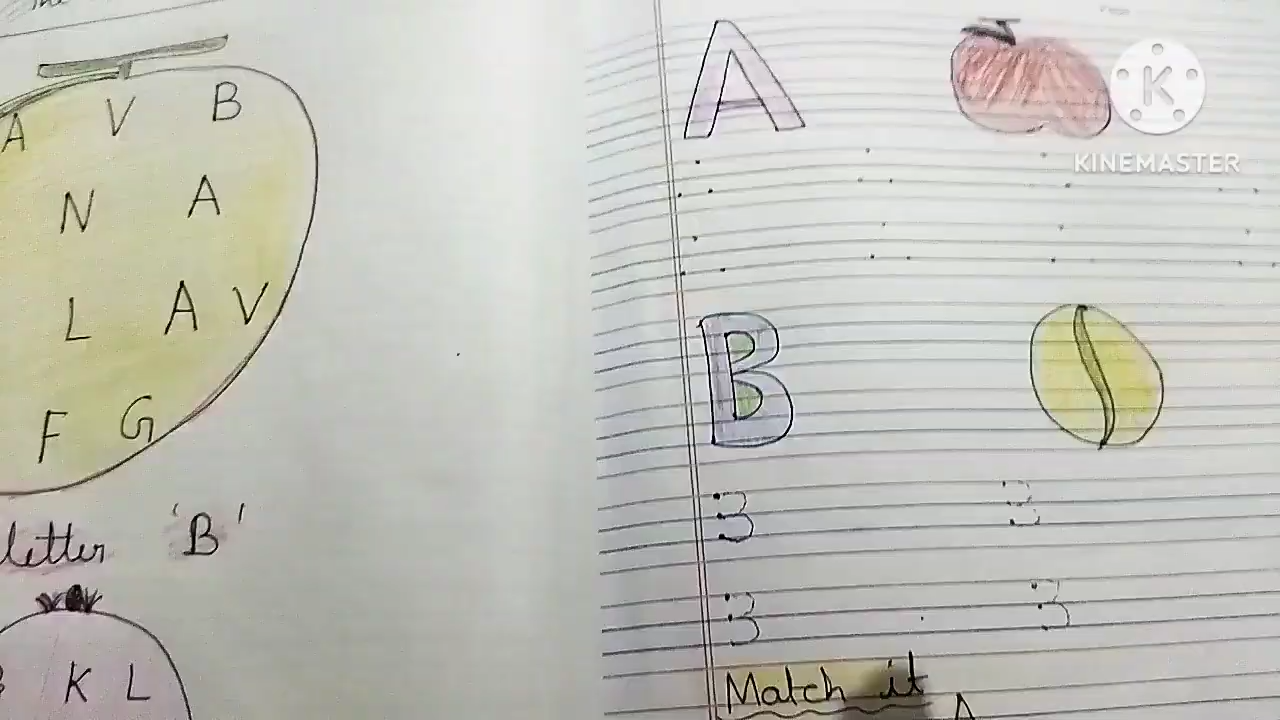 A V B
N A
L A V
F G
letter 'B'
K L
A
K
KINEMASTER
B
Match it
A